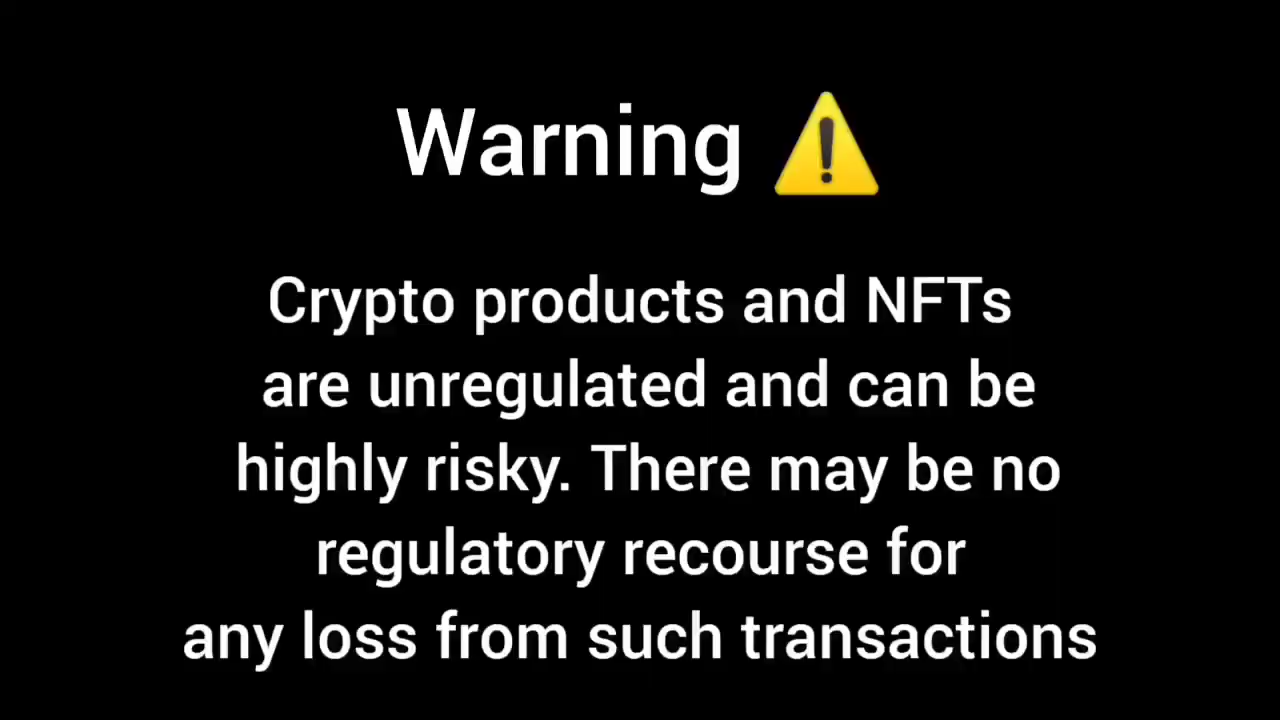 Warning ⚠️
Crypto products and NFTs
are unregulated and can be
highly risky. There may be no
regulatory recourse for
any loss from such transactions